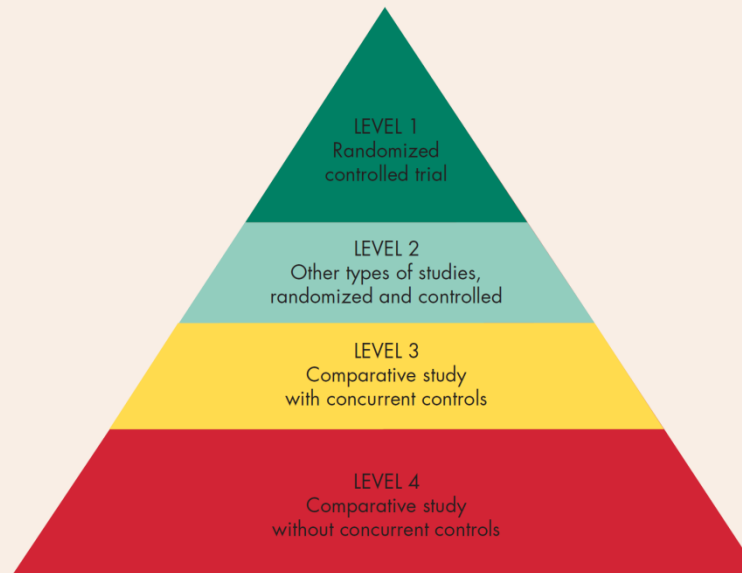 LEVEL 1
Randomized
controlled trial
LEVEL 2
Other types of studies,
randomized and controlled
LEVEL 3
Comparative study
with concurrent controls
LEVEL 4
Comparative study
without concurrent controls